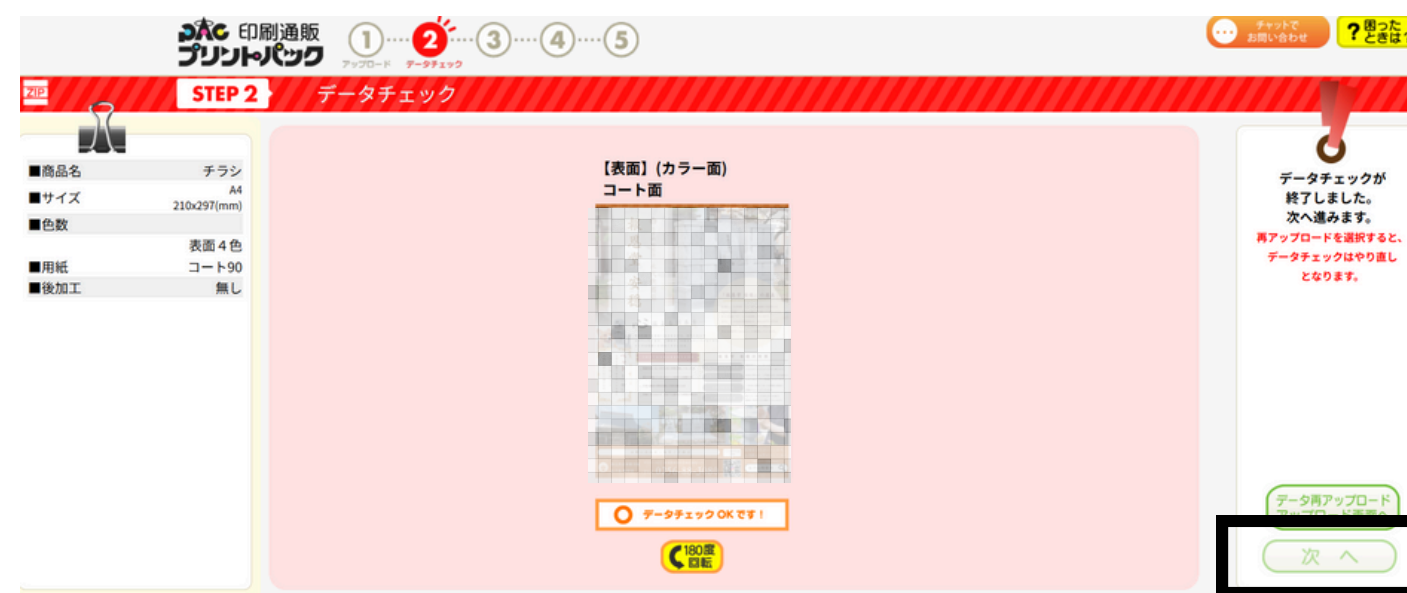 PAC 印刷通販
プリントパック
1 2 3 4 5
アップロード データチェック
チャットで
お問い合わせ
? 困った
ときは?
ZIP
STEP 2 データチェック
■商品名 チラシ
■サイズ A4
210x297(mm)
■色数
表面4色
■用紙 コート90
■後加工 無し
【表面】(カラー面)
コート面
データチェックOKです!
180度
回転
データチェックが
終了しました。
次へ進みます。
再アップロードを選択すると、
データチェックはやり直し
となります。
データ再アップロード
次 へ